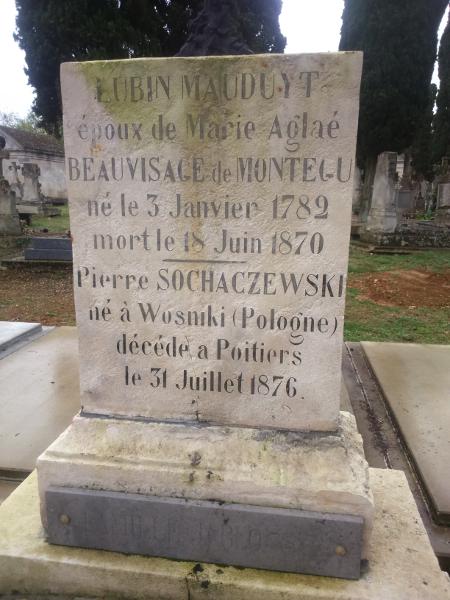 LUBIN MAUDUYT
époux de Marie Aglaé
BEAUVISAGE de MONTEGU
né le 3 Janvier 1782
mort le 18 Juin 1870
Pierre SOCHACZEWSKI
né à Wosniki (Pologne)
décédé a Poitiers
le 31 Juillet 1876.